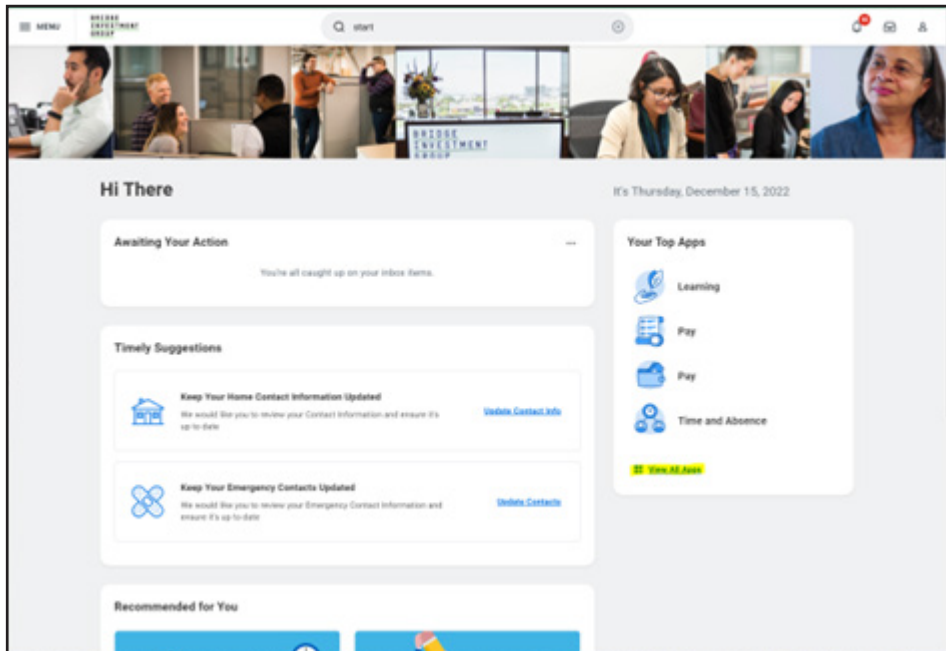 MENU
BRIDGE
INVESTMENT
GROUP
start
BRIDGE
INVESTMENT
GROUP
Hi There
It's Thursday, December 15, 2022
Awaiting Your Action
You're all caught up on your inbox items.
Your Top Apps
Learning
Pay
Pay
Time and Absence
View All Apps
Timely Suggestions
Keep Your Home Contact Information Updated
We would like you to review your Contact Information and ensure it's
up to date
Update Contact Info
Keep Your Emergency Contacts Updated
We would like you to review your Emergency Contact Information and
ensure it's up to date
Update Contacts
Recommended for You